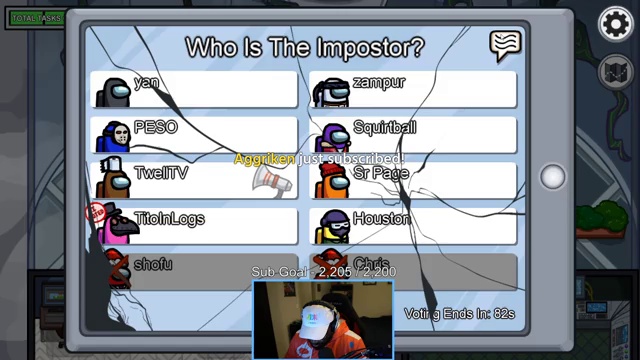 TOTAL TASKS
Who Is The Impostor?
yan
zampur
PESO
Squirtball
Aggriken just subscribed!
TwellTV
Sr Page
TitoInLogs
Houston
shofu
Chris
Sub-Goal : 2,205 / 2,200
Voting Ends In: 82s